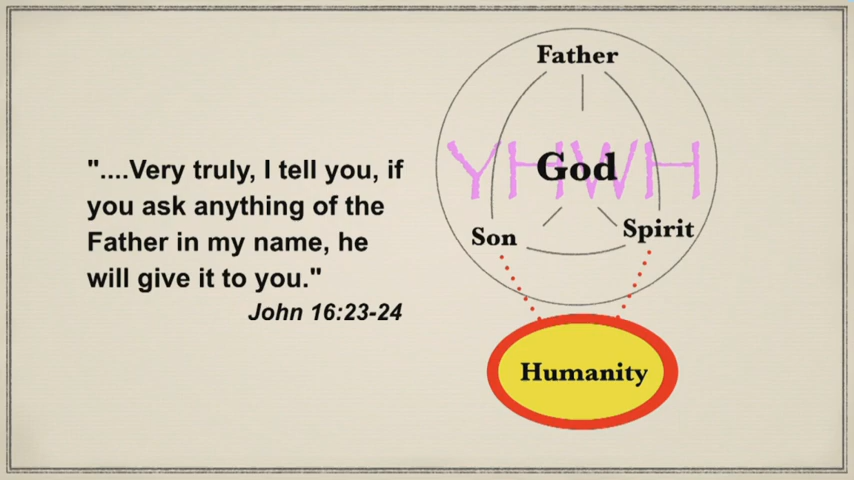 "....Very truly, I tell you, if
you ask anything of the
Father in my name, he
will give it to you."
John 16:23-24
Father
YHWH
God
Son
Spirit
Humanity